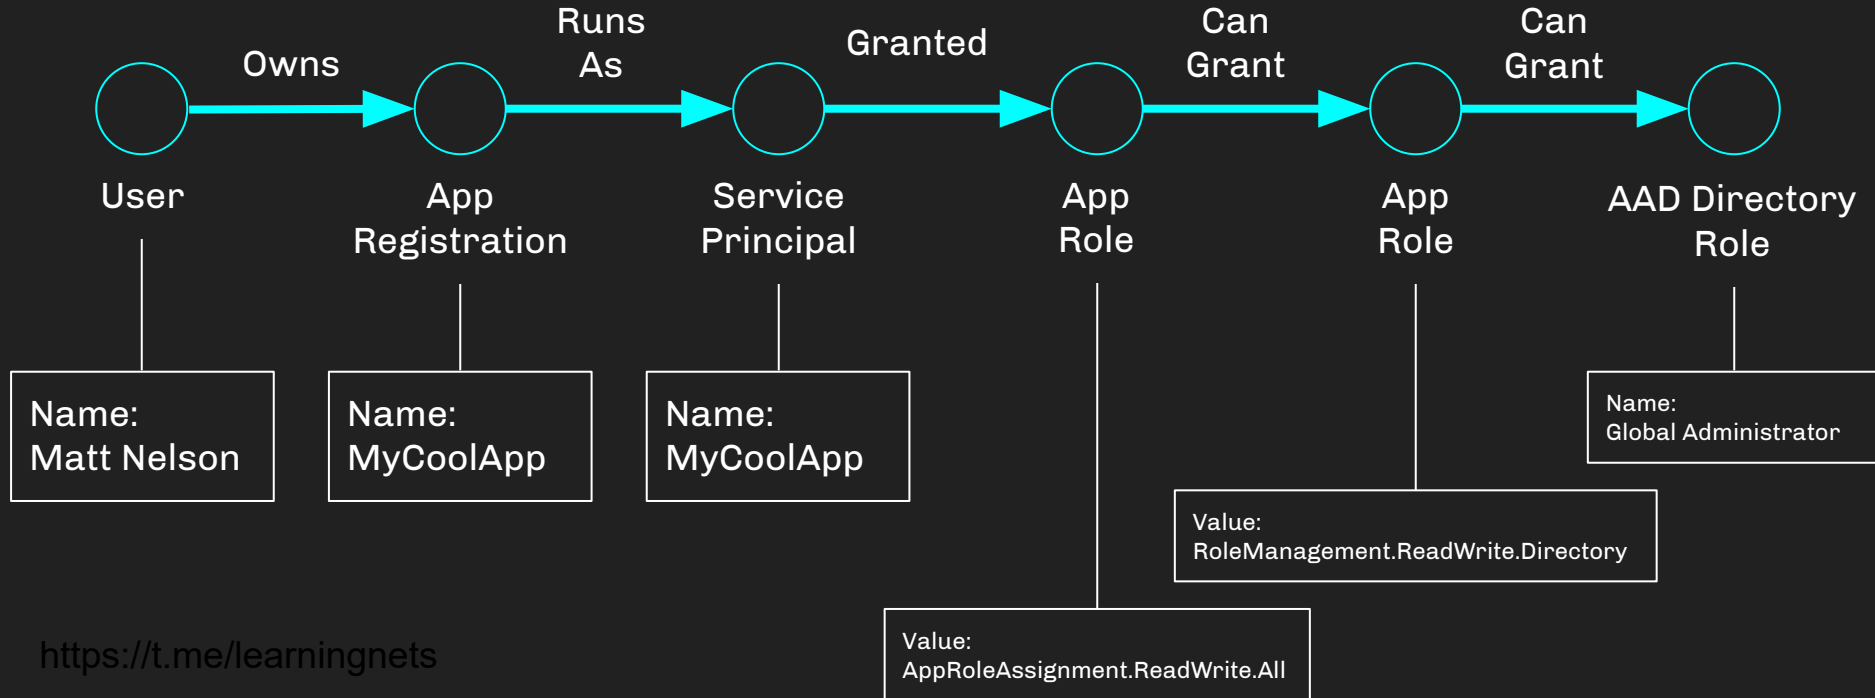 Owns
Runs
As
Granted
Can
Grant
Can
Grant
User
App
Registration
Service
Principal
App
Role
App
Role
AAD Directory
Role
Name:
Matt Nelson
Name:
MyCoolApp
Name:
MyCoolApp
Name:
Global Administrator
Value:
RoleManagement.ReadWrite.Directory
Value:
AppRoleAssignment.ReadWrite.All
https://t.me/learningnets